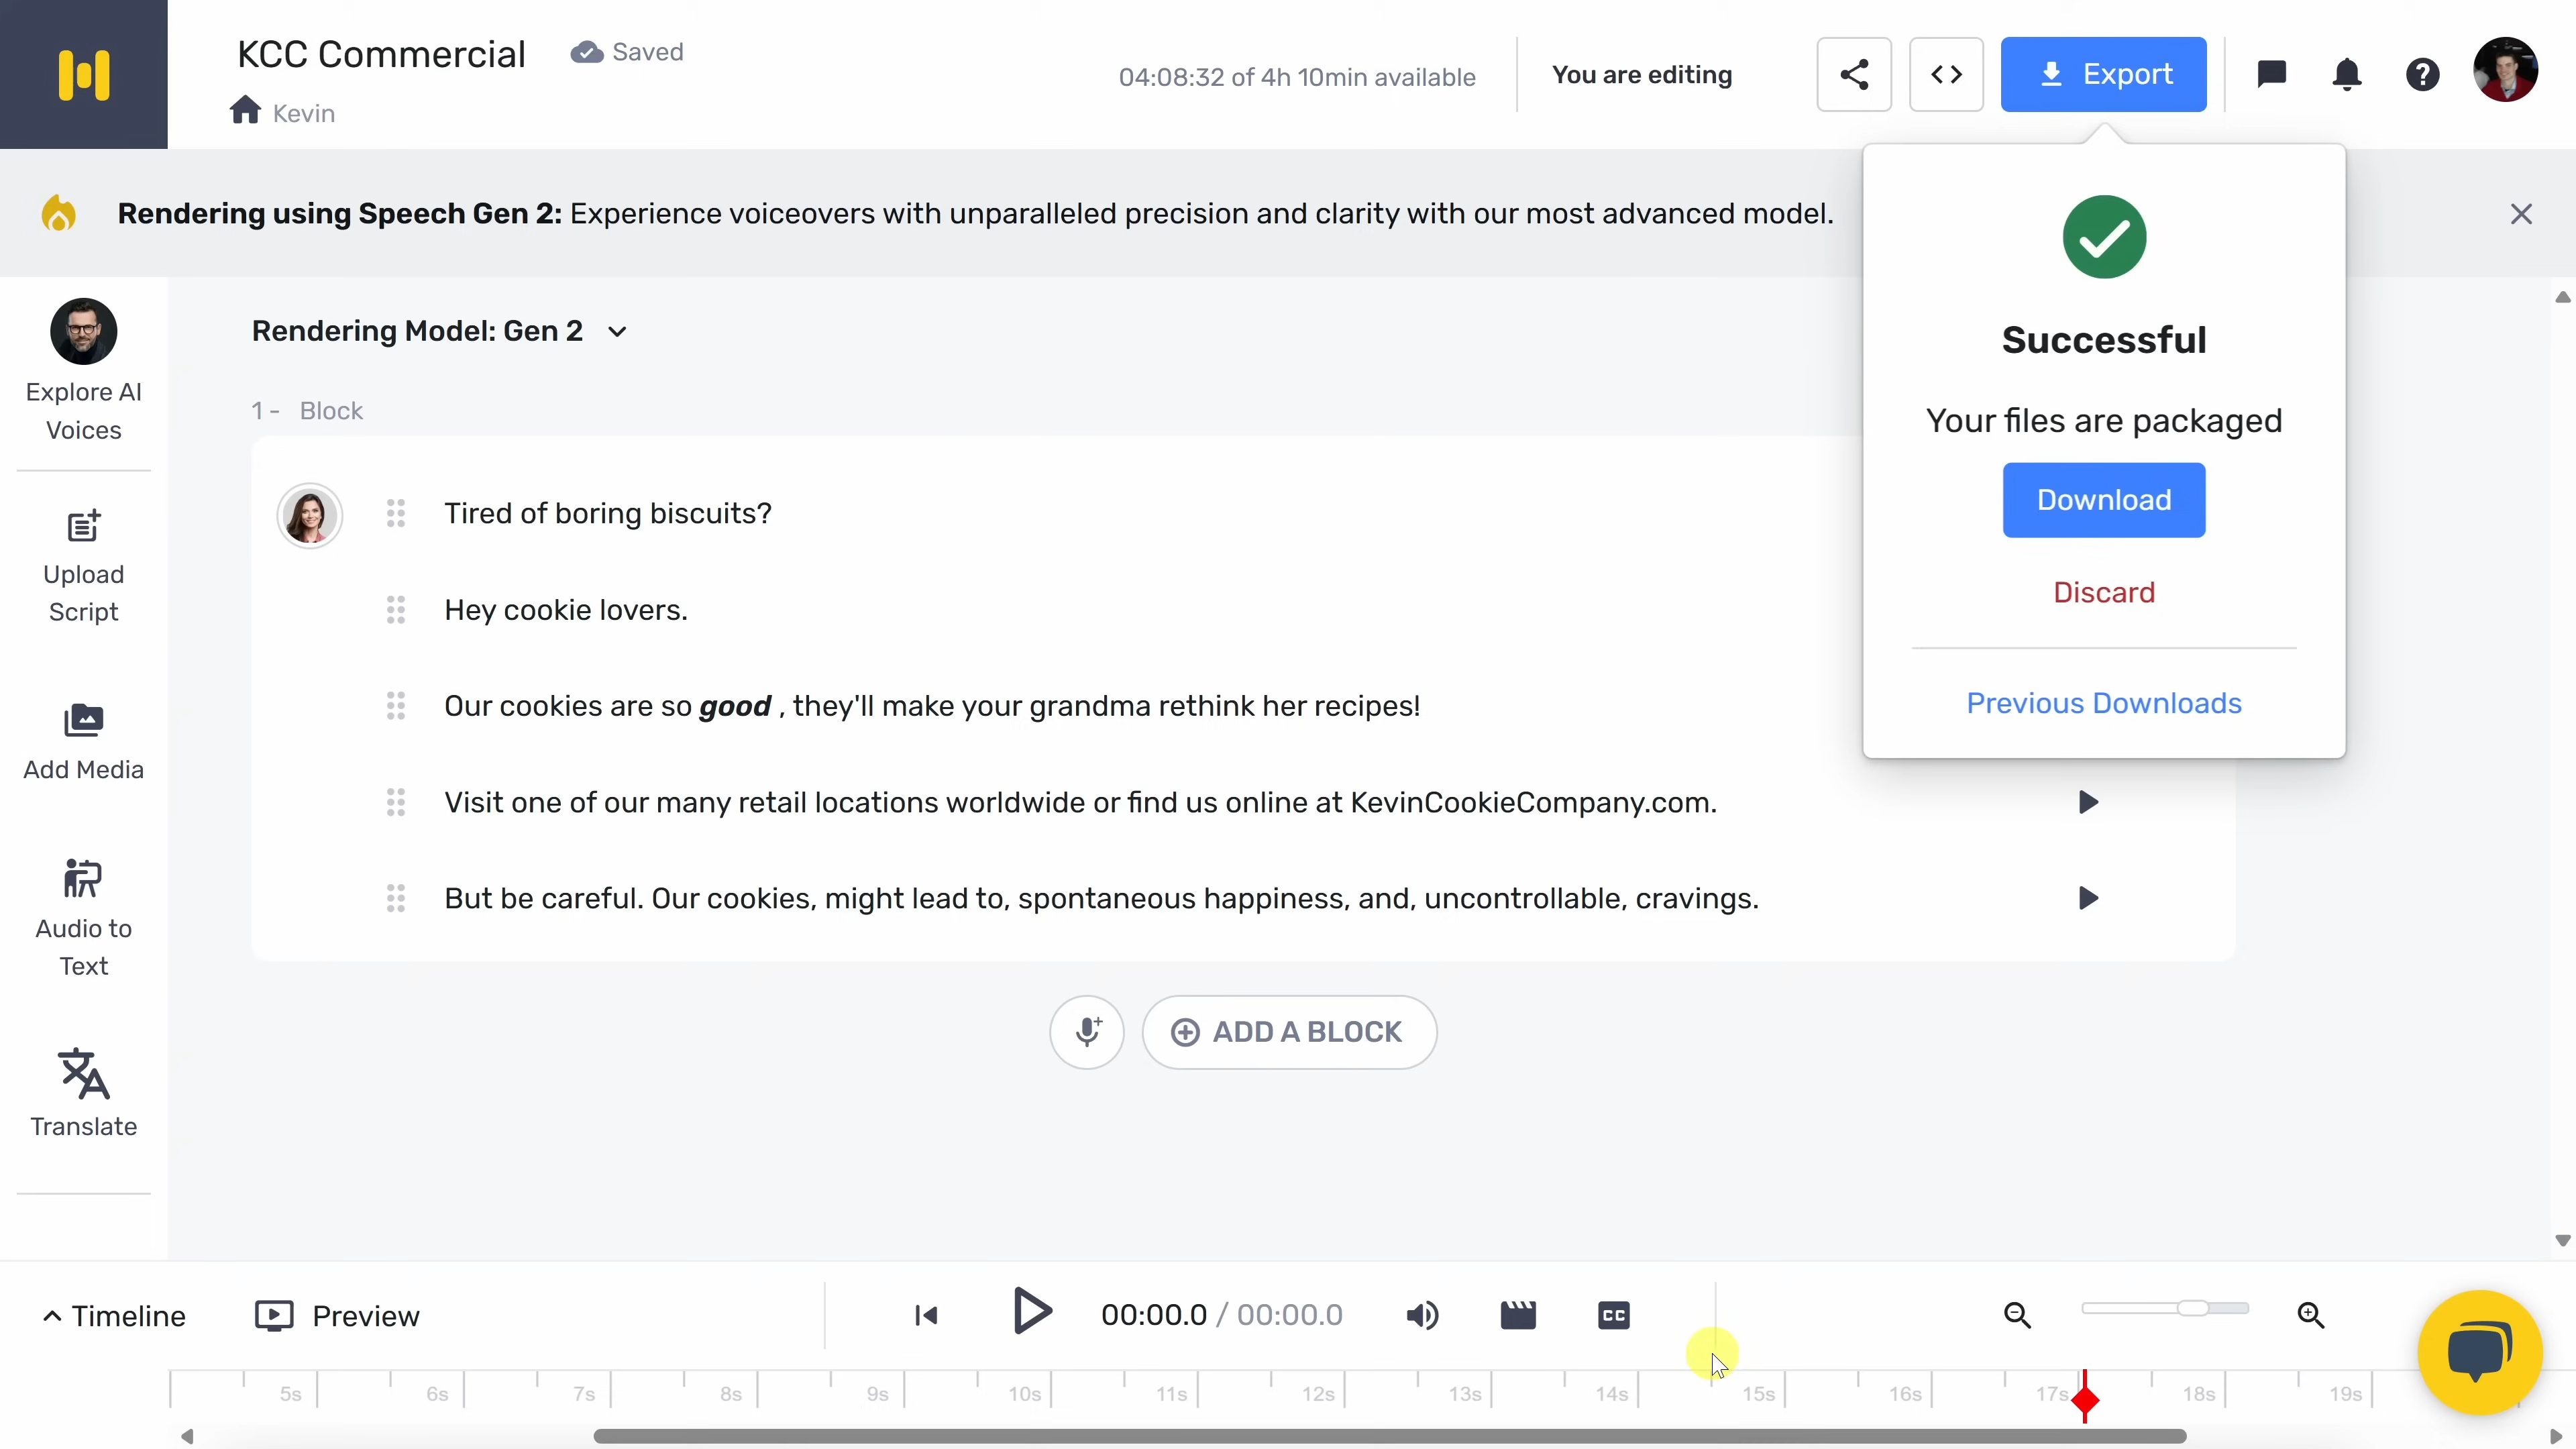 KCC Commercial
Saved
Kevin
04:08:32 of 4h 10min available
You are editing
Export
Rendering using Speech Gen 2: Experience voiceovers with unparalleled precision and clarity with our most advanced model.
Successful
Your files are packaged
Download
Discard
Previous Downloads
Explore AI
Voices
Upload
Script
Add Media
Audio to
Text
Translate
Rendering Model: Gen 2
1 - Block
Tired of boring biscuits?
Hey cookie lovers.
Our cookies are so good , they'll make your grandma rethink her recipes!
Visit one of our many retail locations worldwide or find us online at KevinCookieCompany.com.
But be careful. Our cookies, might lead to, spontaneous happiness, and, uncontrollable, cravings.
ADD A BLOCK
Timeline
Preview
00:00.0 / 00:00.0
CC
5s 6s 7s 8s 9s 10s 11s 12s 13s 14s 15s 16s 17s 18s 19s